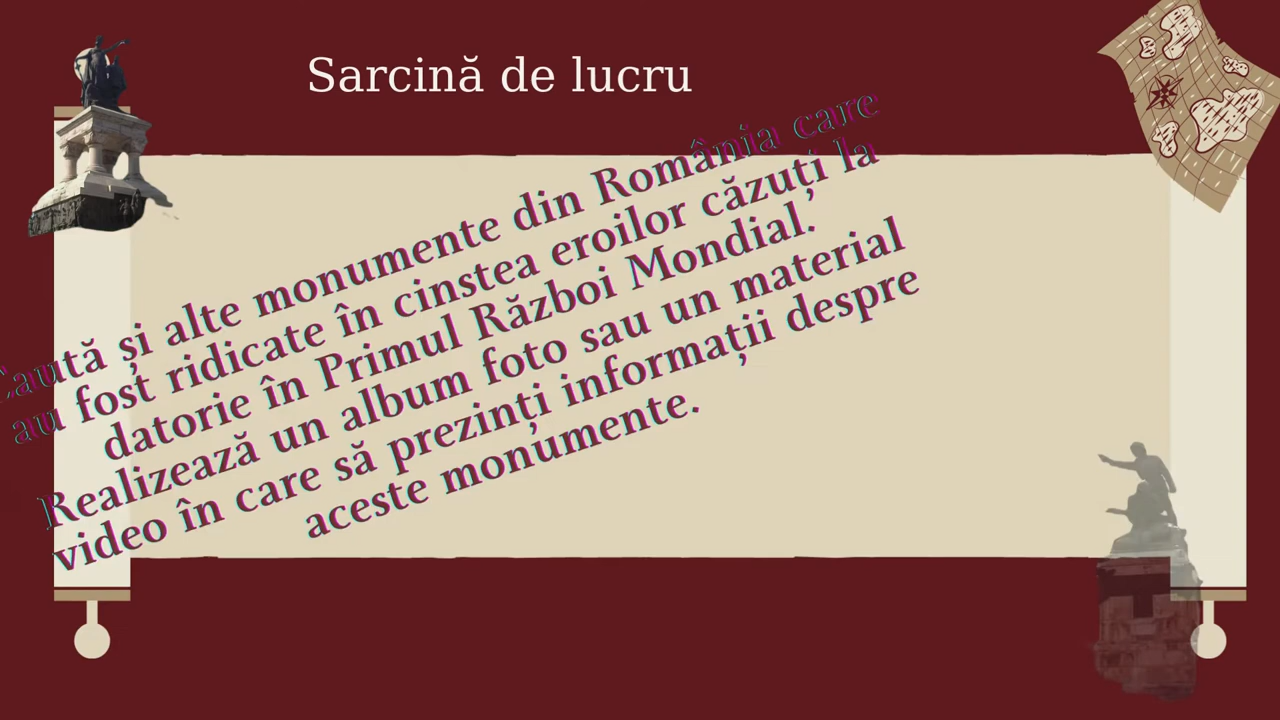 Sarcină de lucru
Caută și alte monumente din România care
au fost ridicate în cinstea eroilor căzuți la
datorie în Primul Război Mondial.
Realizează un album foto sau un material
video în care să prezinți informații despre
aceste monumente.